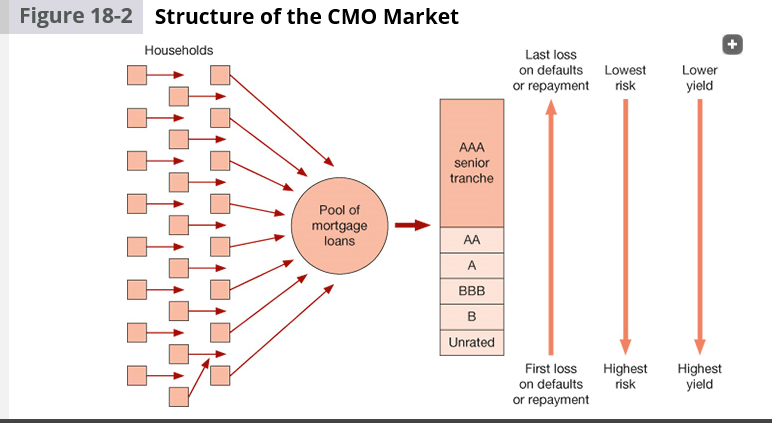 Figure 18-2 Structure of the CMO Market
Households
Pool of
mortgage
loans
AAA
senior
tranche
AA
A
BBB
B
Unrated
Last loss
on defaults
or repayment
Lowest
risk
Lower
yield
First loss
on defaults
or repayment
Highest
risk
Highest
yield